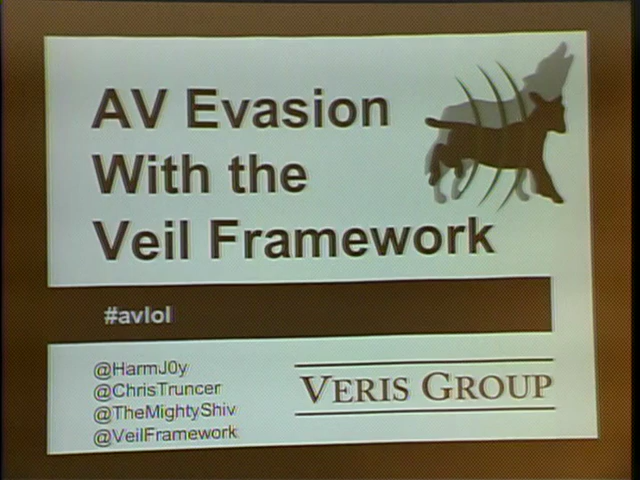 AV Evasion
With the
Veil Framework
#avlol
@HarmJ0y
@ChrisTruncer
@TheMightyShiv
@VeilFramework
VERIS GROUP